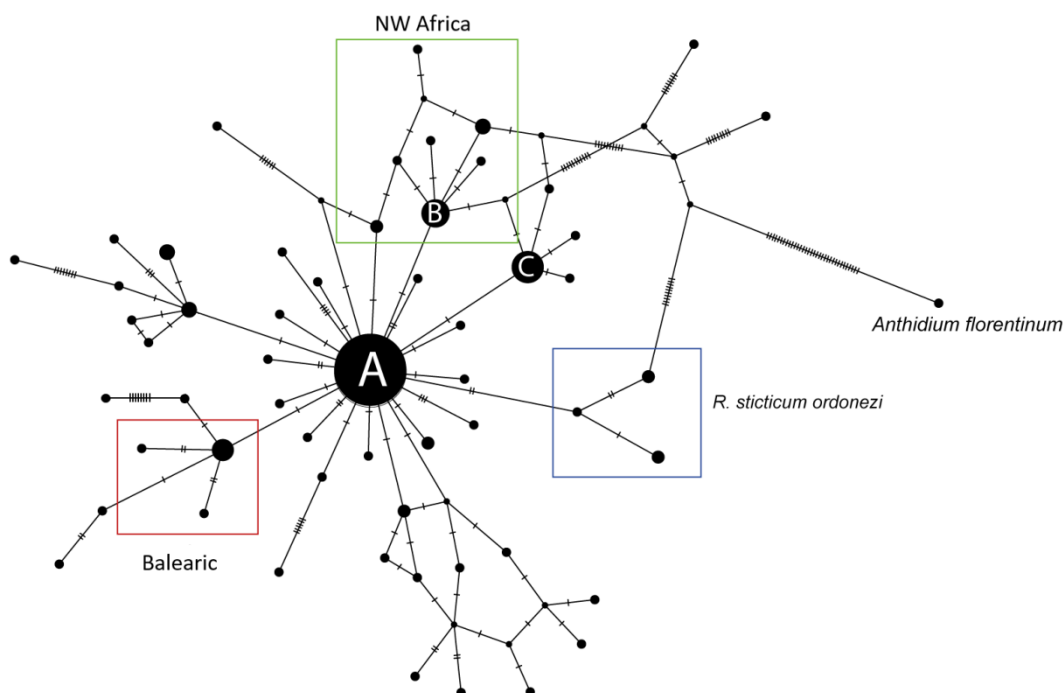 NW Africa
B
C
Anthidium florentinum
A
R. sticticum ordonezi
Balearic